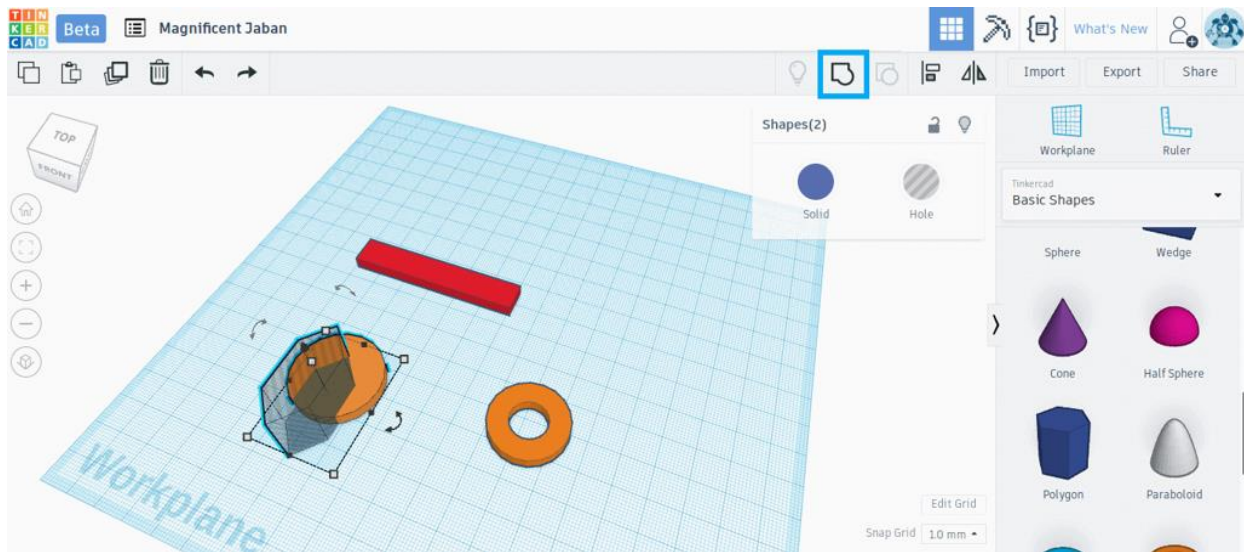 TIN
KER
CAD
Beta
Magnificent Jaban
What's New
Import
Export
Share
TOP
FRONT
Shapes(2)
Solid
Hole
Workplane
Ruler
Tinkercad
Basic Shapes
Sphere
Wedge
Cone
Half Sphere
Polygon
Paraboloid
Workplane
Edit Grid
Snap Grid
1.0 mm